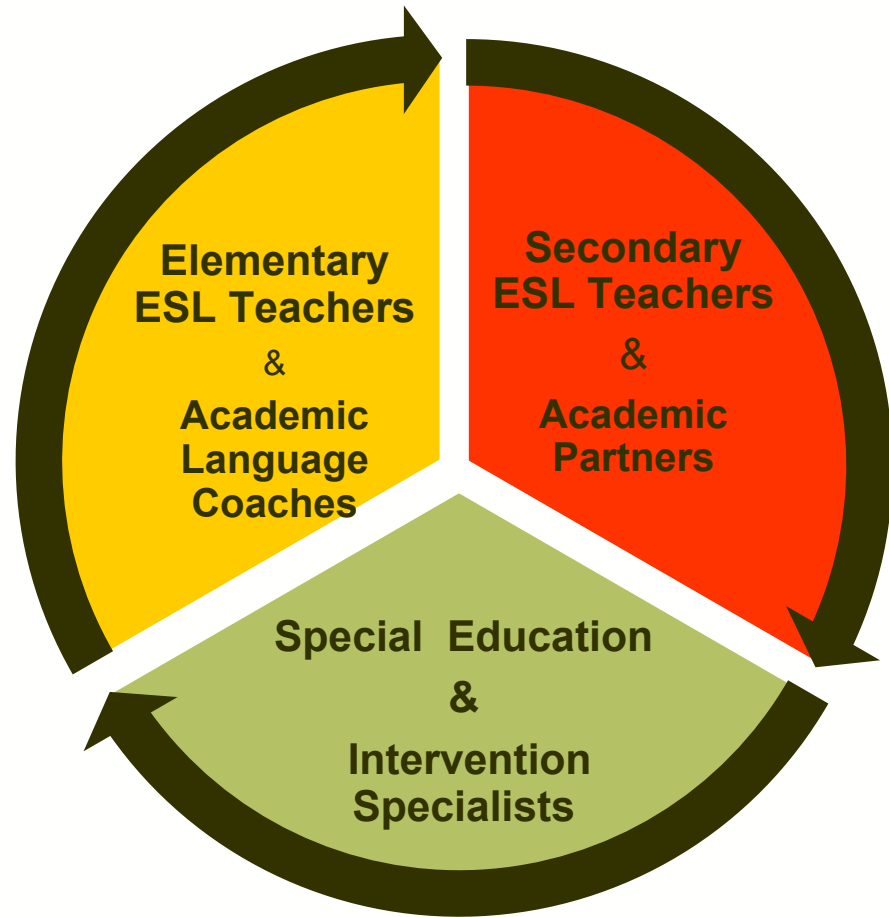 Elementary
ESL Teachers
&
Academic
Language
Coaches
Secondary
ESL Teachers
&
Academic
Partners
Special Education
&
Intervention
Specialists